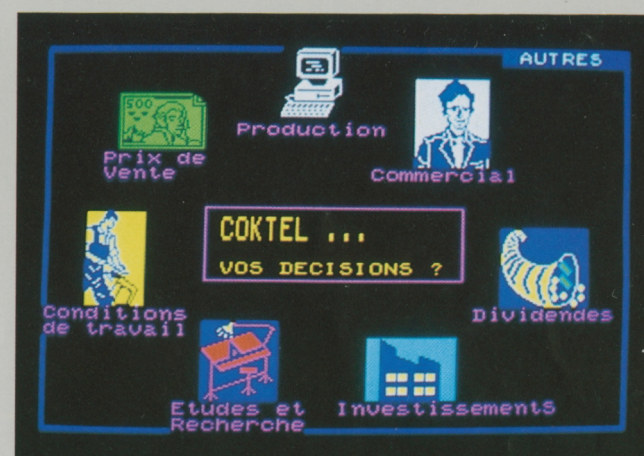 AUTRES
500
Production
Prix de
Vente
Commercial
COKTEL ...
VOS DECISIONS ?
Conditions
de travail
Dividendes
Etudes et
Recherche
InvestissementS